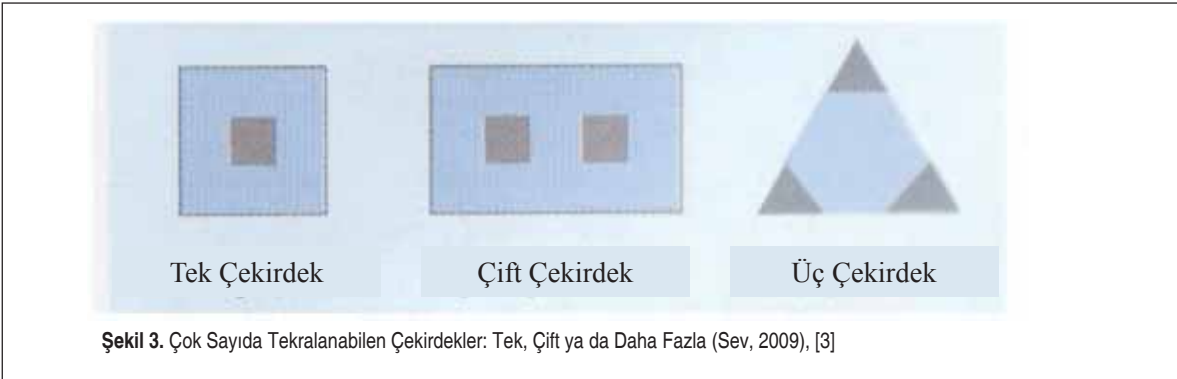 Tek Çekirdek Çift Çekirdek Üç Çekirdek
Şekil 3. Çok Sayıda Tekralanabilen Çekirdekler: Tek, Çift ya da Daha Fazla (Sev, 2009), [3]